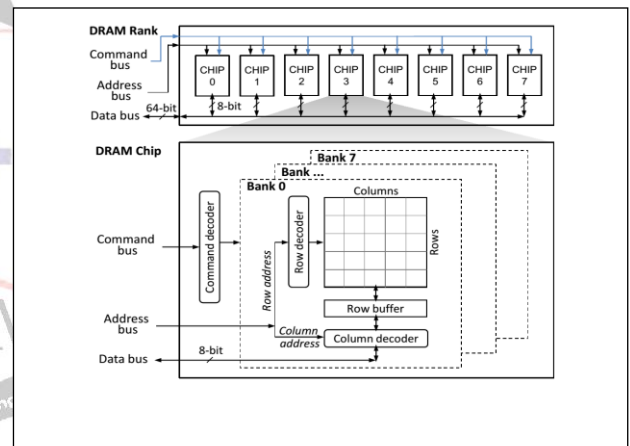 DRAM Rank
Command
bus
Address
bus
Data bus
64-bit
8-bit
CHIP
0
CHIP
1
CHIP
2
CHIP
3
CHIP
4
CHIP
5
CHIP
6
CHIP
7
DRAM Chip
Bank 7
Bank ...
Bank 0
Columns
Rows
Command
bus
Command decoder
Row address
Row decoder
Row buffer
Address
bus
Column
address
Column decoder
Data bus
8-bit